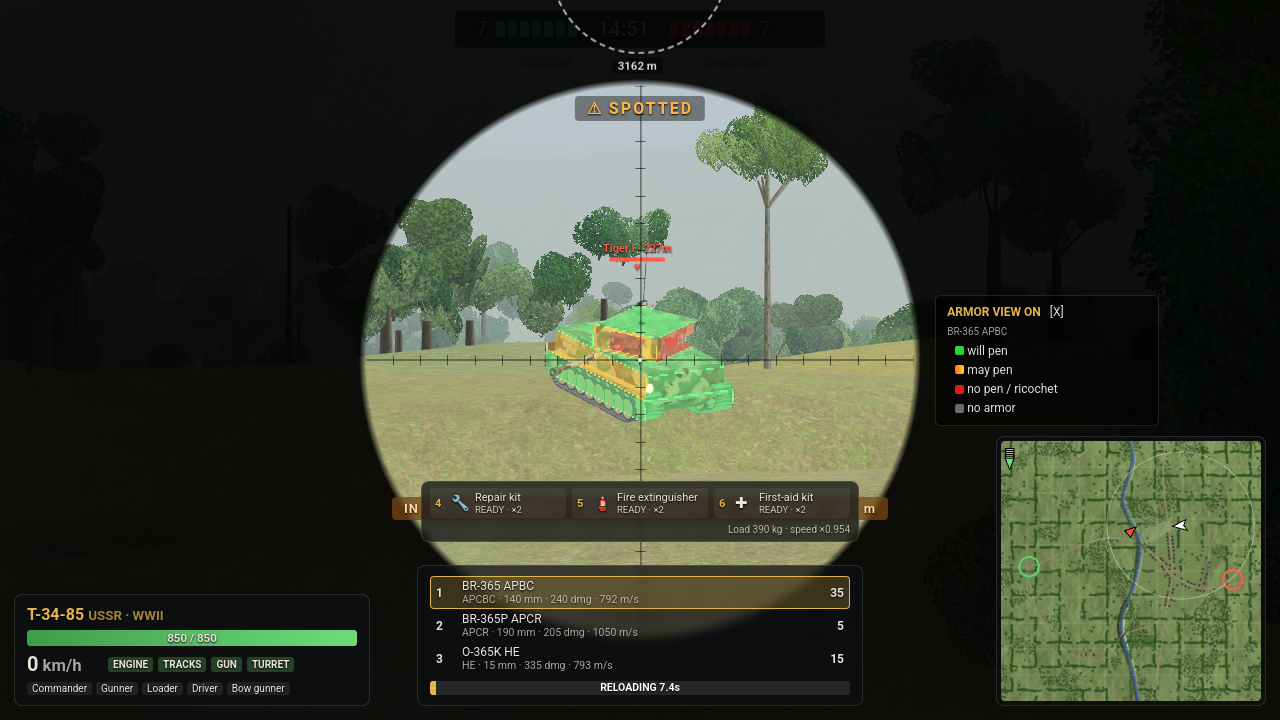 7 14:51 7
3162 m
⚠ SPOTTED
ARMOR VIEW ON [X]
BR-365 APBC
will pen
may pen
no pen / ricochet
no armor
4 Repair kit
READY · ×2
5 Fire extinguisher
READY · ×2
6 First-aid kit
READY · ×2
IN
m
Load 390 kg · speed ×0.954
1 BR-365 APBC 35
APCBC · 140 mm · 240 dmg · 792 m/s
2 BR-365P APCR 5
APCR · 190 mm · 205 dmg · 1050 m/s
3 O-365K HE 15
HE · 15 mm · 335 dmg · 793 m/s
RELOADING 7.4s
T-34-85 USSR · WWII
850 / 850
0 km/h ENGINE TRACKS GUN TURRET
Commander Gunner Loader Driver Bow gunner